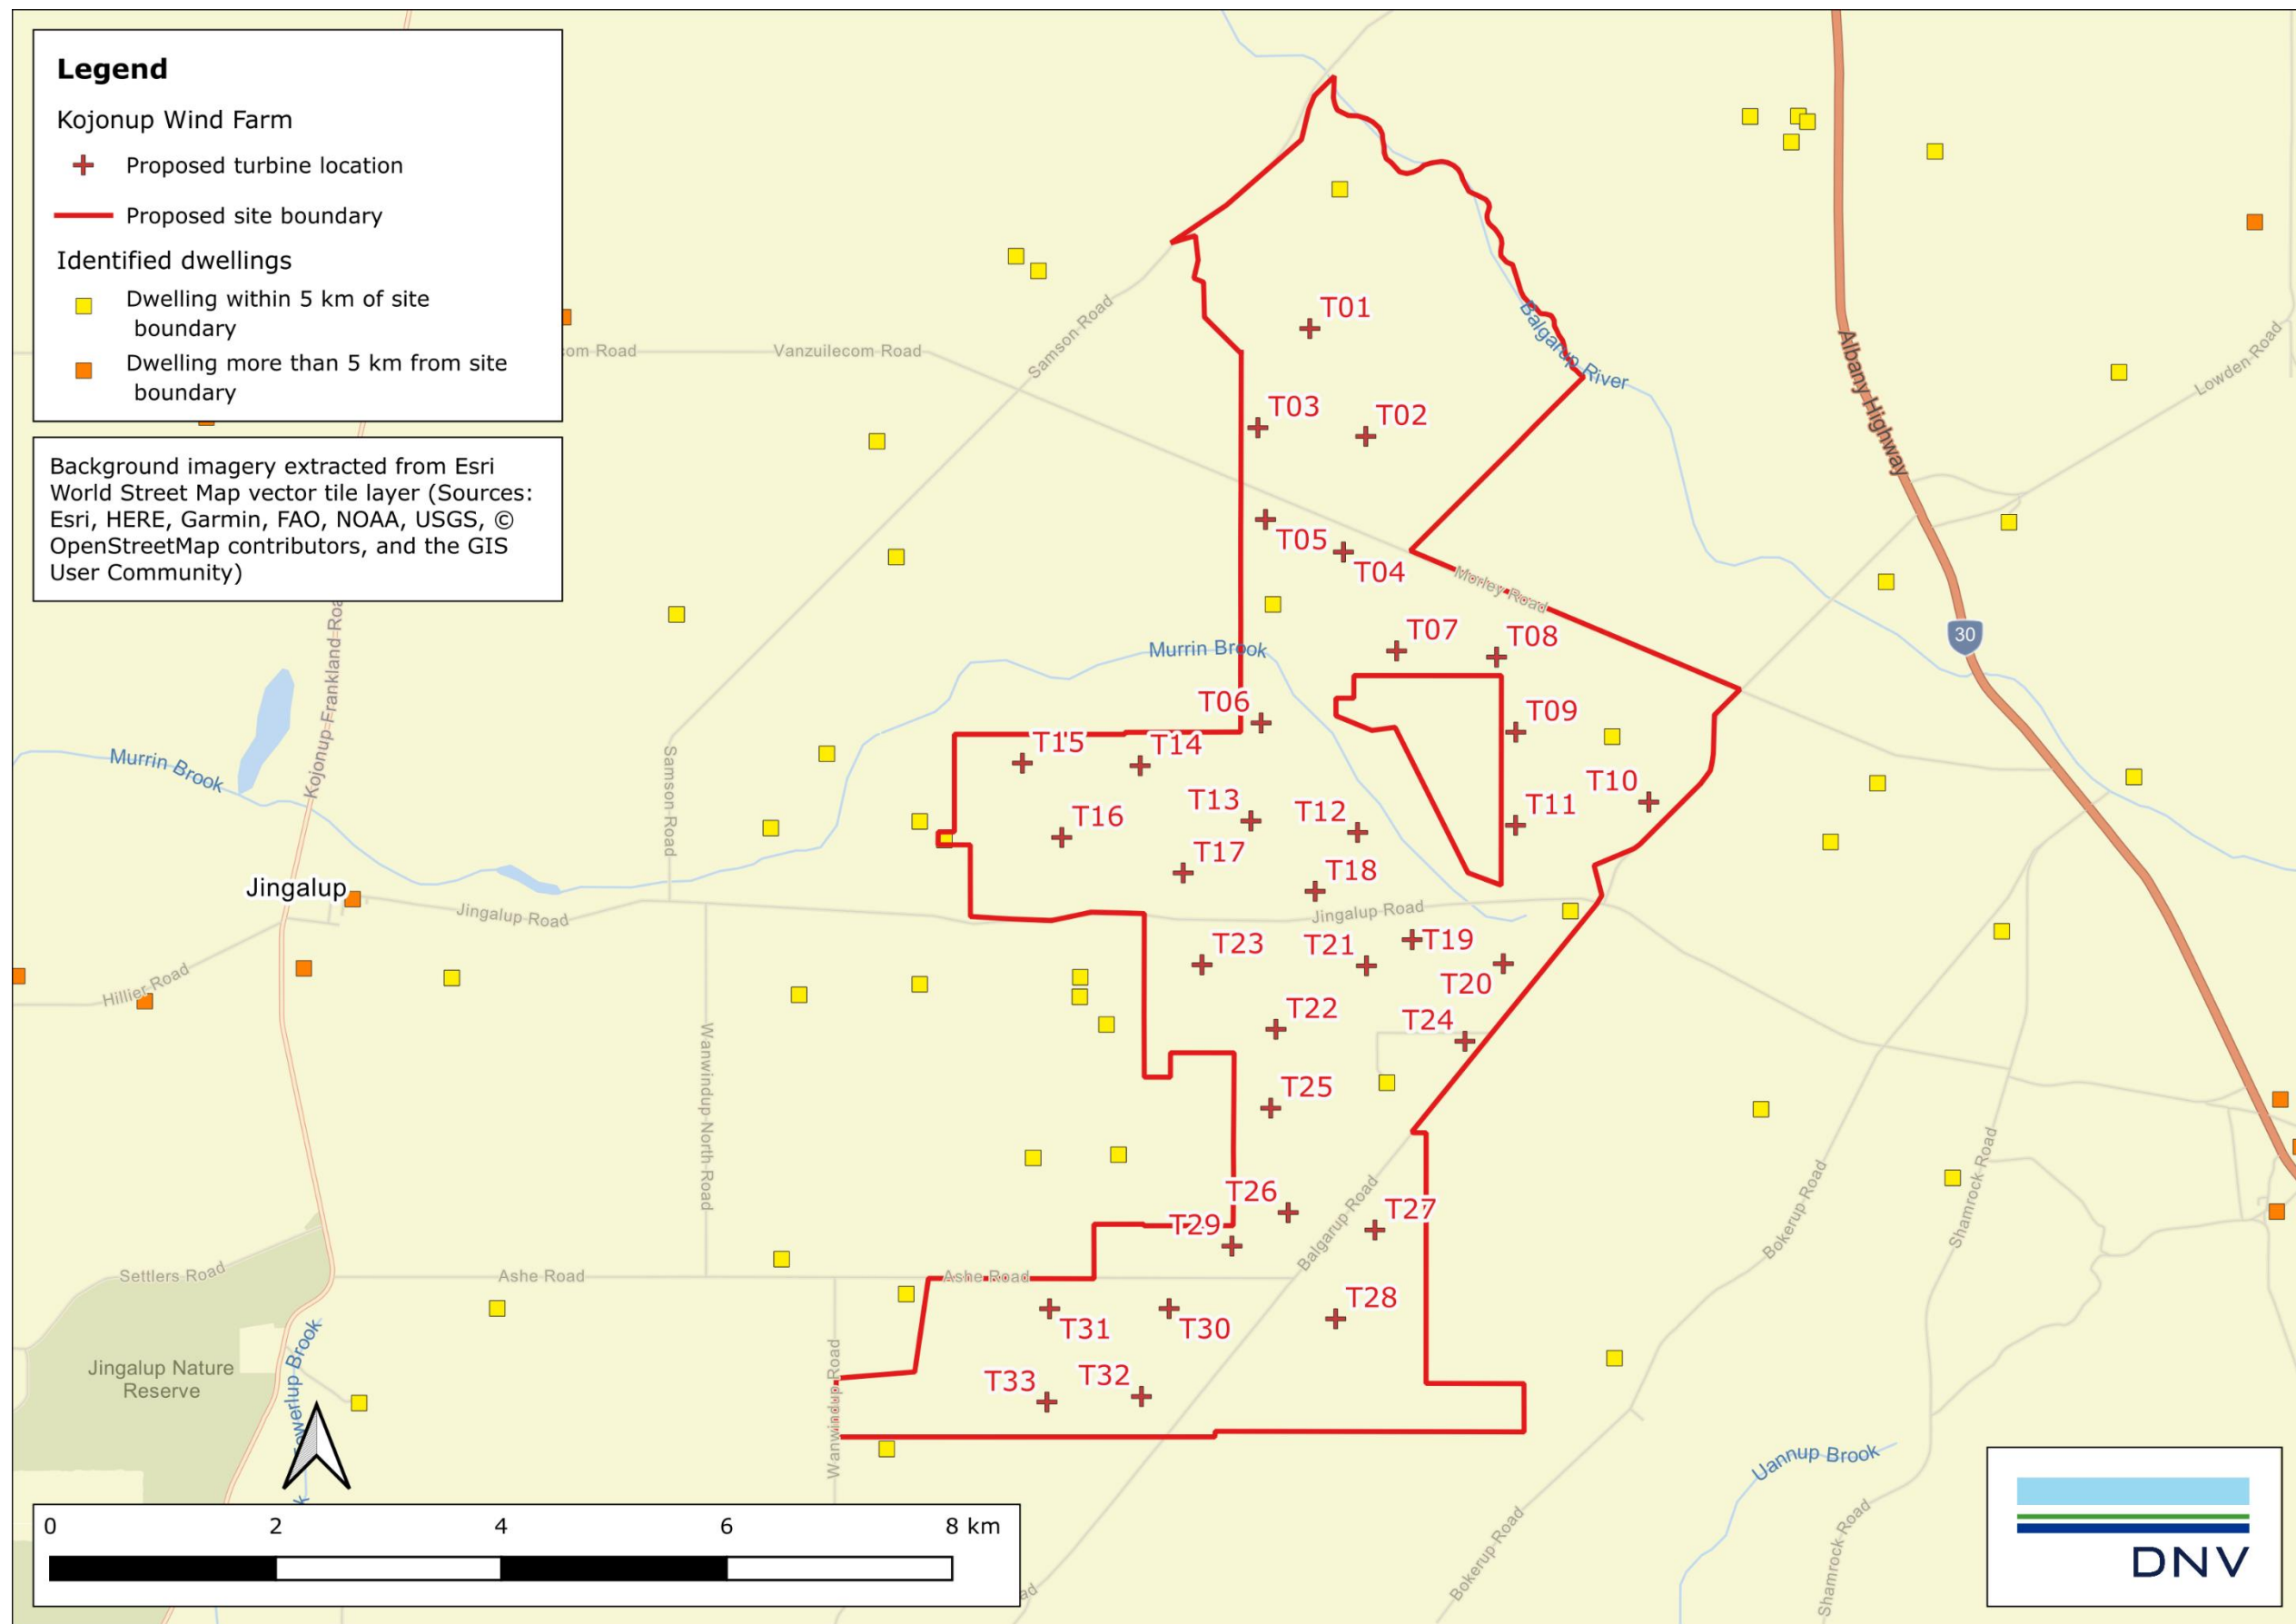 Legend
Kojonup Wind Farm
Proposed turbine location
Proposed site boundary
Identified dwellings
Dwelling within 5 km of site
boundary
Dwelling more than 5 km from site
boundary
Background imagery extracted from Esri
World Street Map vector tile layer (Sources:
Esri, HERE, Garmin, FAO, NOAA, USGS, ©
OpenStreetMap contributors, and the GIS
User Community)
T01
Samson Road
Vanzuilecom Road
Road
Balgarup River
Albany Highway
Lowden Road
T03
T02
T05
T04
Morley Road
T07
T08
30
Murrin Brook
T06
T09
T15
T14
T10
T13
T12
T11
T16
T17
T18
Murrin Brook
Kojonup Frankland Roa
Samson Road
Jingalup
Jingalup Road
Jingalup Road
T23
T21
T19
T20
Hillier Road
T22
T24
T25
Wanwindup North Road
T26
T27
T29
Balgarup Road
Bokerup Road
Shamrock Road
Settlers Road
Ashe Road
Ashe Road
T28
T31
T30
T33
T32
Jingalup Nature
Reserve
Wanwindup Road
Uannup Brook
Bokerup Road
Shamrock Road
0 2 4 6 8 km
DNV